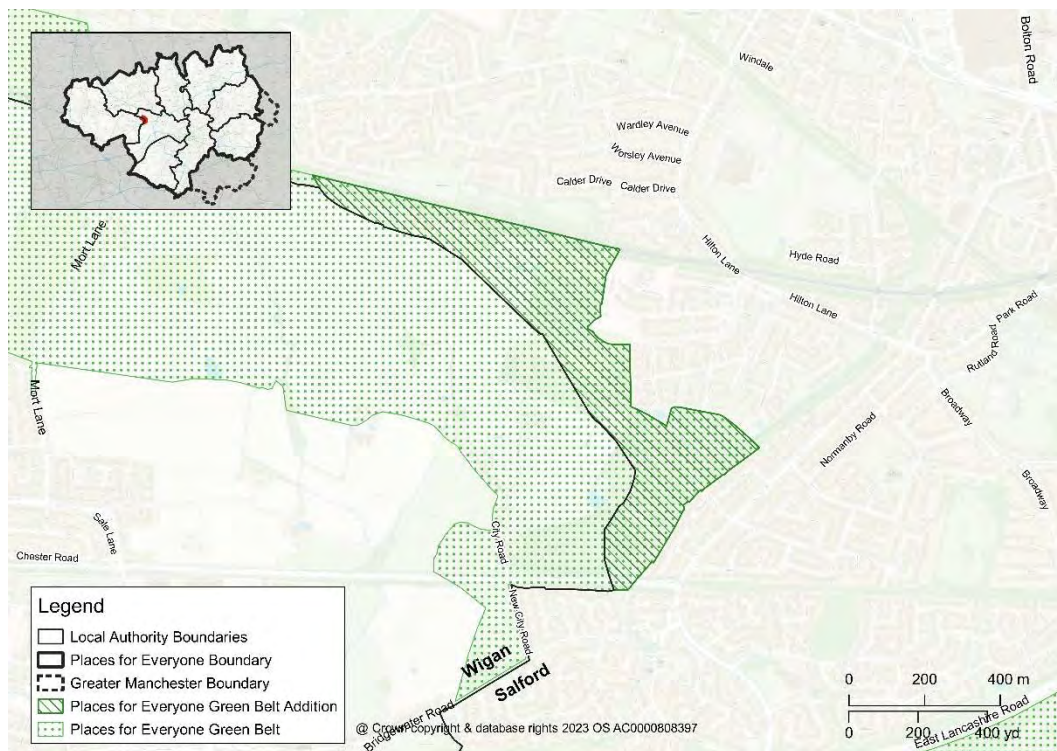 Bolton Road
Windale
Wardley Avenue
Worsley Avenue
Calder Drive
Calder Drive
Mort Lane
Hilton Lane
Hyde Road
Hilton Lane
Park Road
Rutland Road
Mort Lane
Broadway
Normanby Road
Broadway
Sale Lane
City Road
Chester Road
New City Road
Legend
Local Authority Boundaries
Places for Everyone Boundary
Greater Manchester Boundary
Places for Everyone Green Belt Addition
Places for Everyone Green Belt
Wigan
Salford
Bridgewater Road
@ Crown copyright & database rights 2023 OS AC0000808397
0 200 400 m
0 200 400 yd
East Lancashire Road